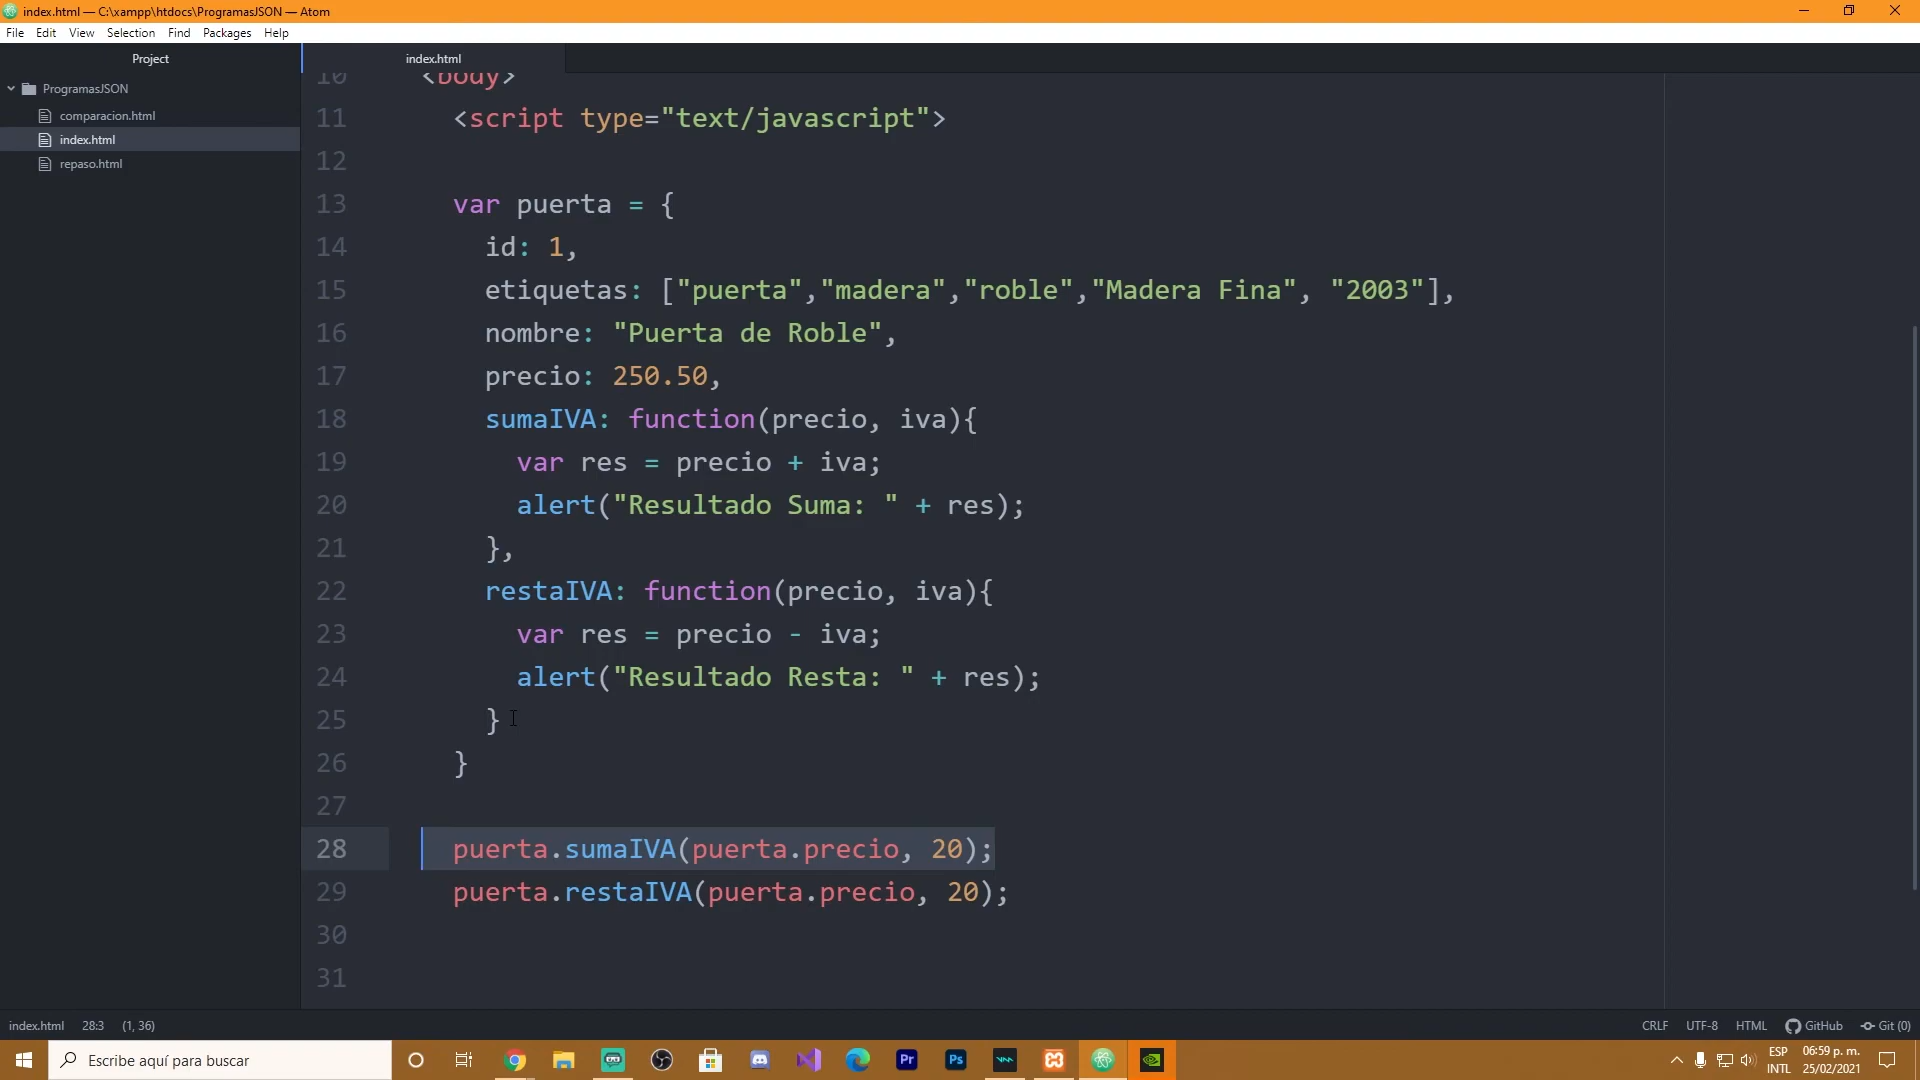 index.html — C:\xampp\htdocs\ProgramasJSON — Atom
File Edit View Selection Find Packages Help
Project
ProgramasJSON
comparacion.html
index.html
repaso.html
index.html
10 <body>
11 <script type="text/javascript">
12
13 var puerta = {
14 id: 1,
15 etiquetas: ["puerta","madera","roble","Madera Fina", "2003"],
16 nombre: "Puerta de Roble",
17 precio: 250.50,
18 sumaIVA: function(precio, iva){
19 var res = precio + iva;
20 alert("Resultado Suma: " + res);
21 },
22 restaIVA: function(precio, iva){
23 var res = precio - iva;
24 alert("Resultado Resta: " + res);
25 }
26 }
27
28 puerta.sumaIVA(puerta.precio, 20);
29 puerta.restaIVA(puerta.precio, 20);
30
31
index.html 28:3 (1, 36) CRLF UTF-8 HTML GitHub Git (0)
Escribe aquí para buscar
Pr
Ps
ESP
INTL
06:59 p. m.
25/02/2021